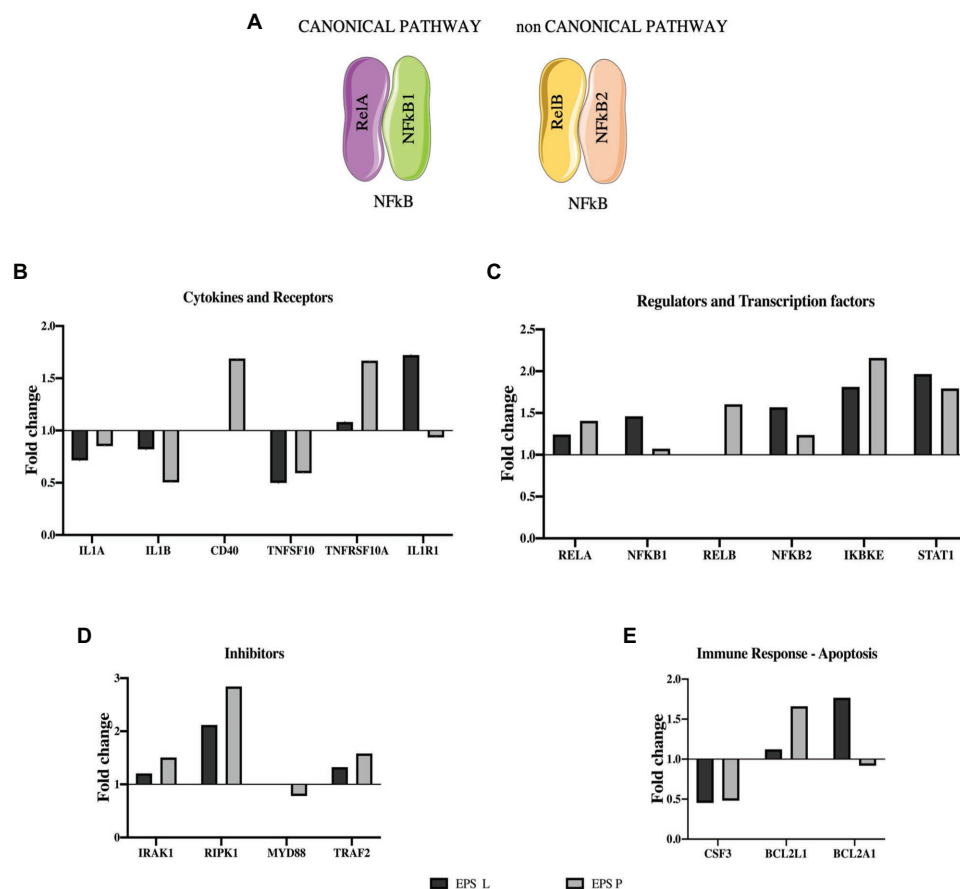 A
CANONICAL PATHWAY
non CANONICAL PATHWAY
RelA
NFkB1
RelB
NFkB2
NFkB
NFkB
B
Cytokines and Receptors
Fold change
2.0
1.5
1.0
0.5
0.0
IL1A IL1B CD40 TNFSF10 TNFRSF10A IL1R1
C
Regulators and Transcription factors
Fold change
2.5
2.0
1.5
1.0
0.5
0.0
RELA NFKB1 RELB NFKB2 IKBKE STAT1
D
Inhibitors
Fold change
3
2
1
0
IRAK1 RIPK1 MYD88 TRAF2
E
Immune Response - Apoptosis
Fold change
2.0
1.5
1.0
0.5
0.0
CSF3 BCL2L1 BCL2A1
EPS L
EPS P